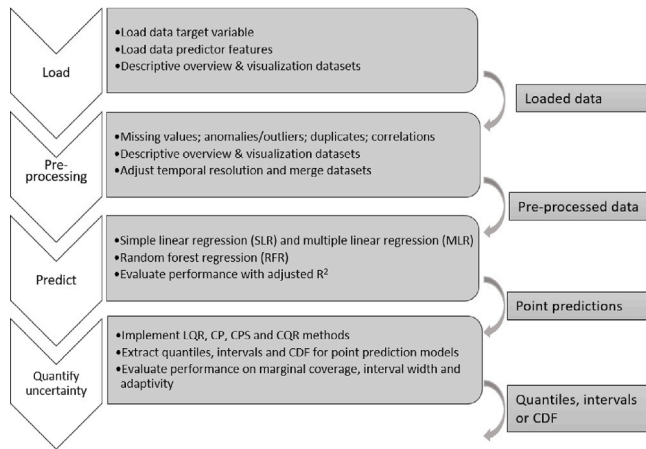 Load
•Load data target variable
•Load data predictor features
•Descriptive overview & visualization datasets
Loaded data
Pre-
processing
•Missing values; anomalies/outliers; duplicates; correlations
•Descriptive overview & visualization datasets
•Adjust temporal resolution and merge datasets
Pre-processed data
Predict
•Simple linear regression (SLR) and multiple linear regression (MLR)
•Random forest regression (RFR)
•Evaluate performance with adjusted R²
Point predictions
Quantify
uncertainty
•Implement LQR, CP, CPS and CQR methods
•Extract quantiles, intervals and CDF for point prediction models
•Evaluate performance on marginal coverage, interval width and
adaptivity
Quantiles, intervals
or CDF